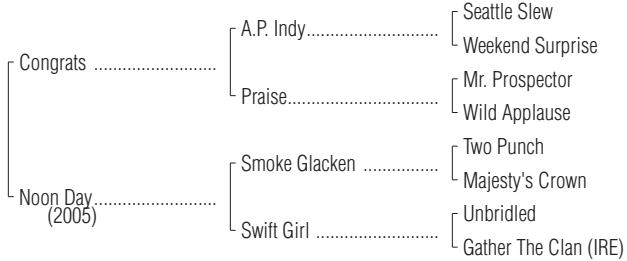 Seattle Slew
A.P. Indy
Weekend Surprise
Congrats
Mr. Prospector
Praise
Wild Applause
Two Punch
Smoke Glacken
Majesty's Crown
Noon Day
(2005)
Unbridled
Swift Girl
Gather The Clan (IRE)